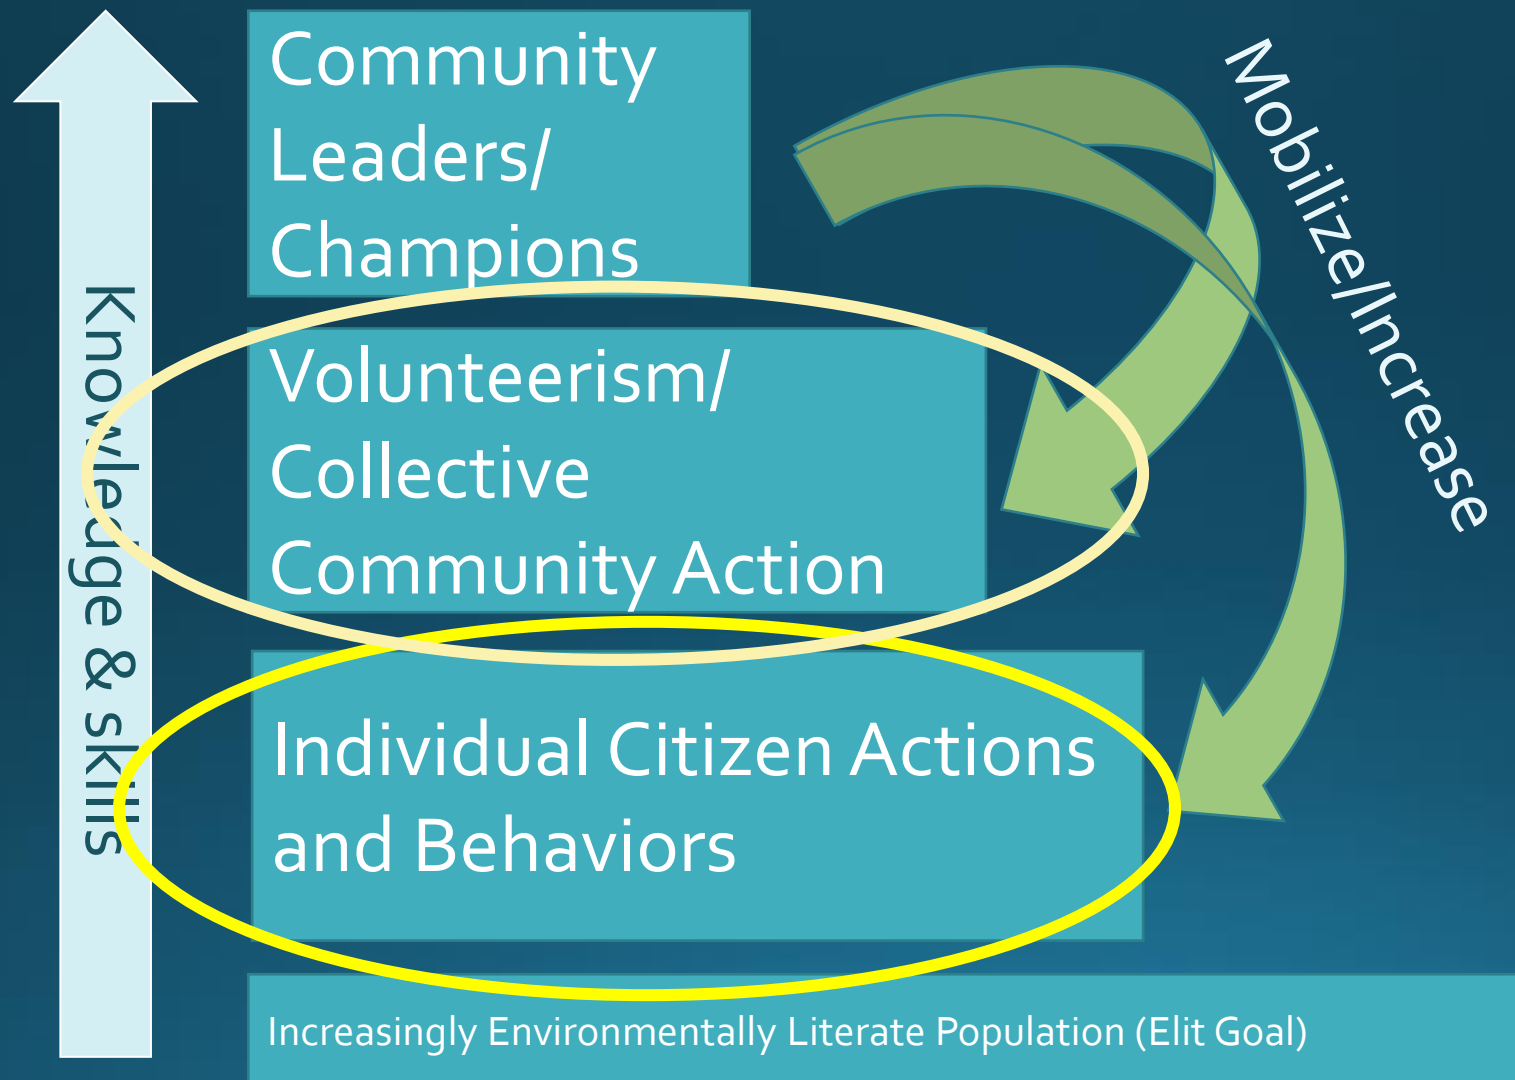 Community
Leaders/
Champions
Volunteerism/
Collective
Community Action
Individual Citizen Actions
and Behaviors
Increasingly Environmentally Literate Population (Elit Goal)
Knowledge & skills
Mobilize/Increase